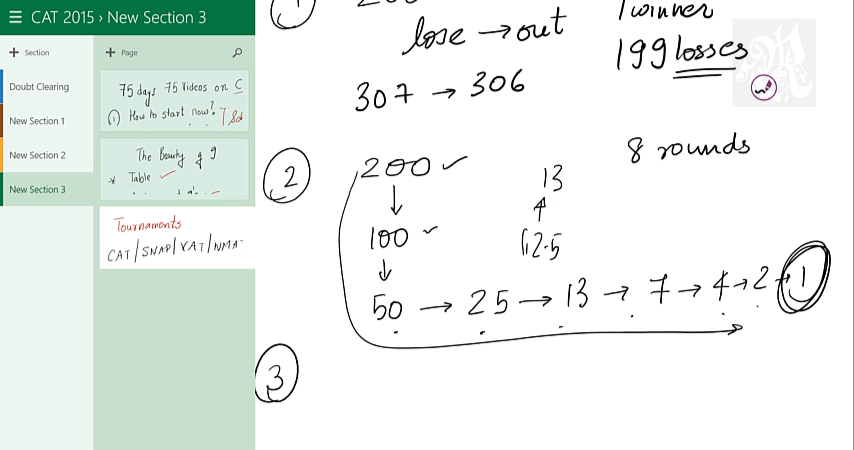 CAT 2015 › New Section 3
+ Section
+ Page
Doubt Clearing
New Section 1
New Section 2
New Section 3
75 days 75 Videos on C
① How to start now?
The Beauty of 9
* Table
Tournaments
CAT/SNAP/XAT/NMA
1 winner
lose → out
199 losses
307 → 306
② 200 ✓
8 rounds
↓
13
↑
100 ✓
12.5
↓
50 → 25 → 13 → 7 → 4 → 2 → 1
③